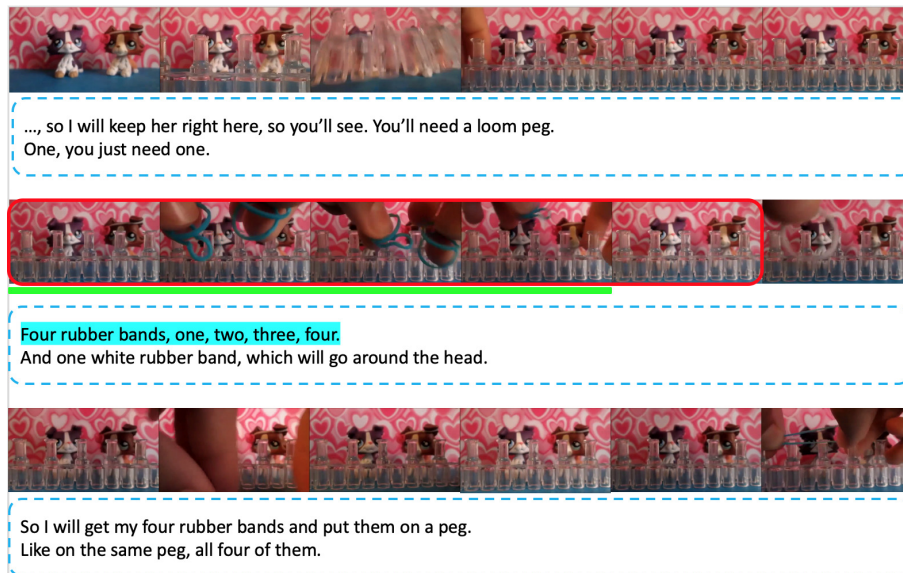 ..., so I will keep her right here, so you’ll see. You’ll need a loom peg.
One, you just need one.
Four rubber bands, one, two, three, four.
And one white rubber band, which will go around the head.
So I will get my four rubber bands and put them on a peg.
Like on the same peg, all four of them.